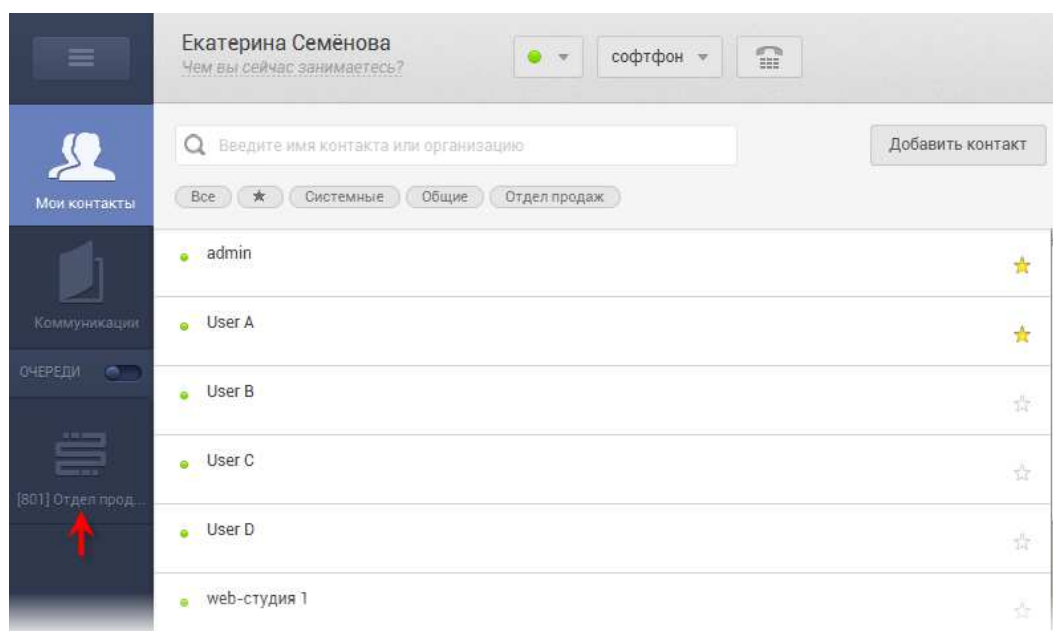 Екатерина Семёнова
Чем вы сейчас занимаетесь?
софтфон
Мои контакты
Коммуникации
ОЧЕРЕДИ
[801] Отдел прод...
Введите имя контакта или организацию
Добавить контакт
Все Системные Общие Отдел продаж
admin
User A
User B
User C
User D
web-студия 1